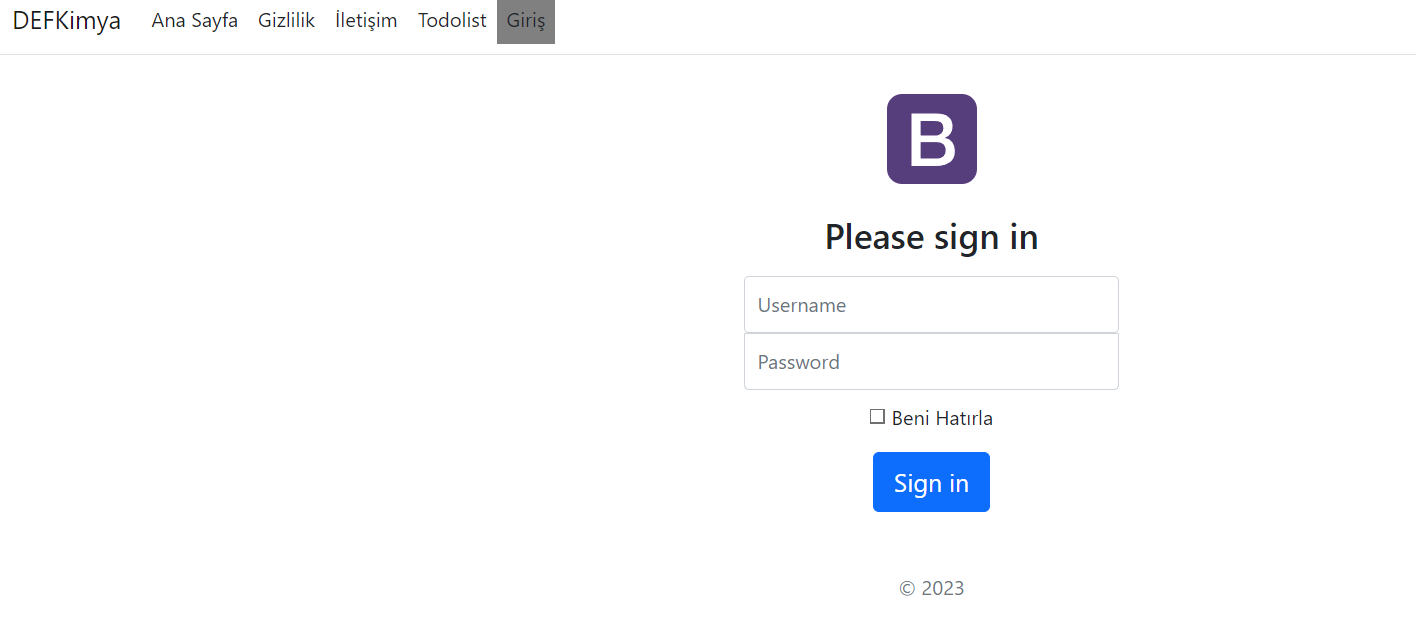 DEFKimya Ana Sayfa Gizlilik İletişim Todolist Giriş
B
Please sign in
Username
Password
Beni Hatırla
Sign in
© 2023